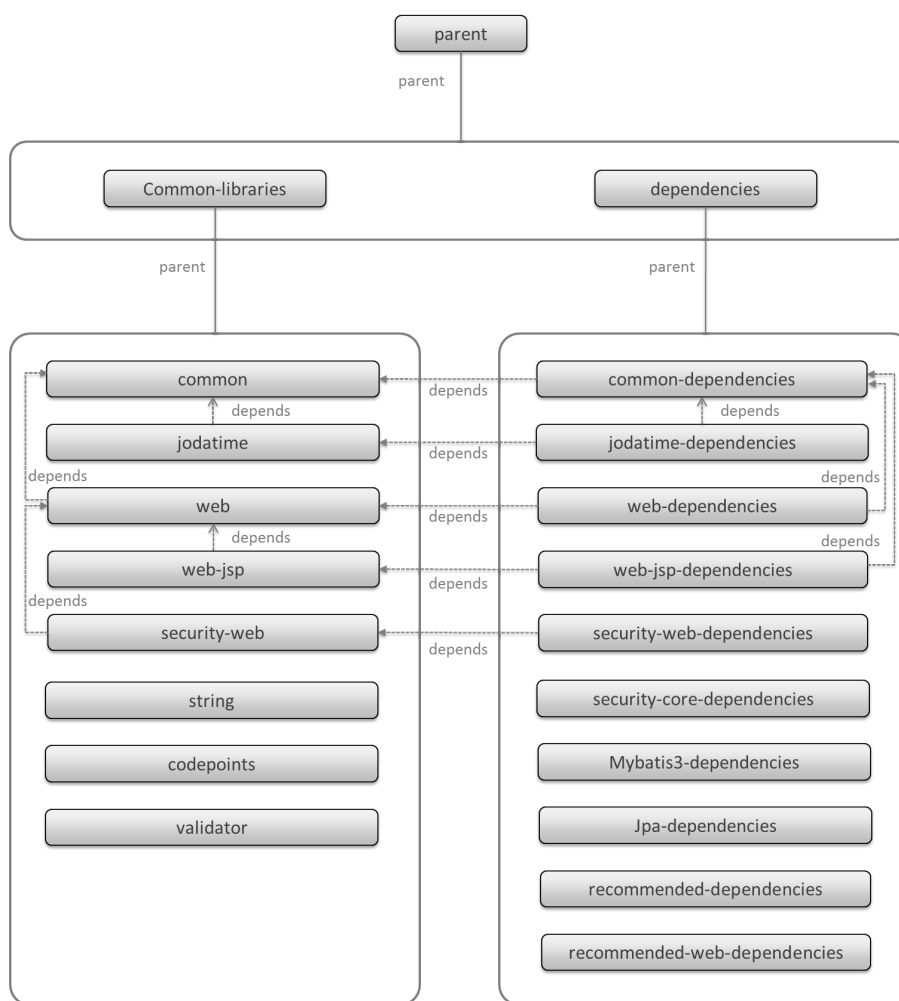 parent
parent
Common-libraries
dependencies
parent
parent
common
depends
common-dependencies
depends
depends
jodatime
depends
jodatime-dependencies
depends
depends
web
depends
web-dependencies
depends
depends
web-jsp
depends
web-jsp-dependencies
depends
security-web
depends
security-web-dependencies
string
security-core-dependencies
codepoints
Mybatis3-dependencies
validator
Jpa-dependencies
recommended-dependencies
recommended-web-dependencies